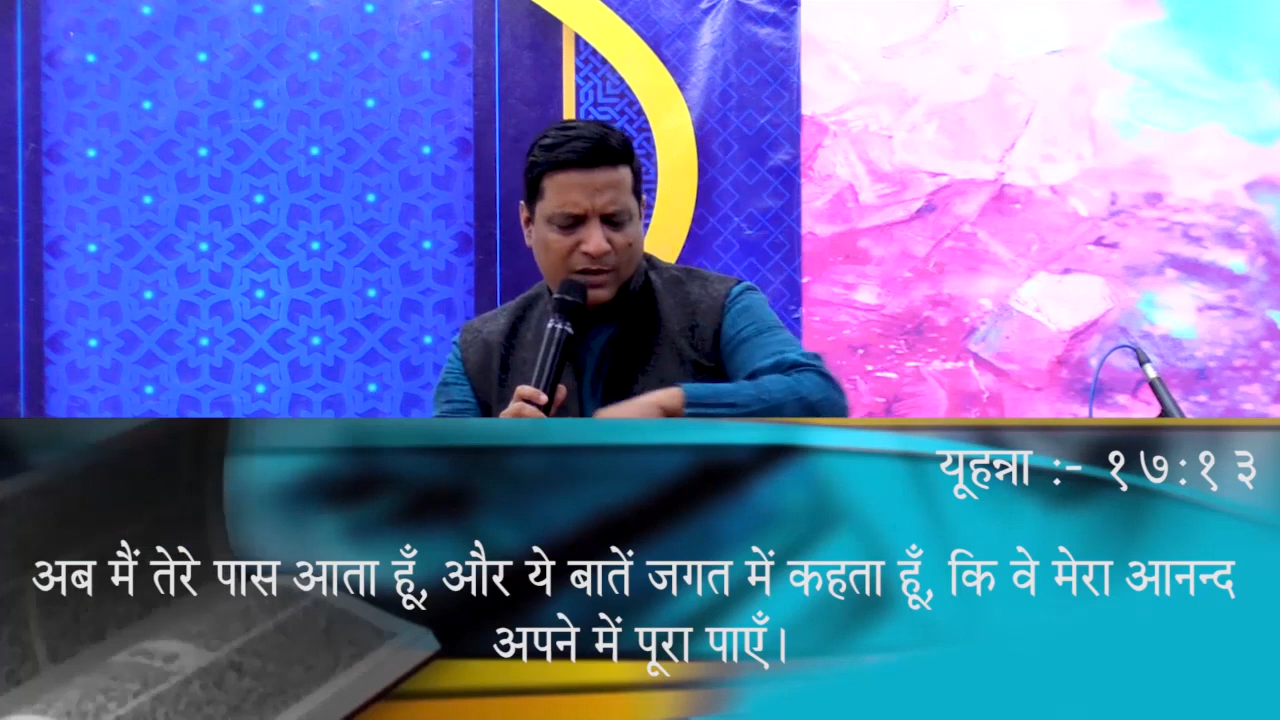 यूहन्ना :- १७:१३
अब मैं तेरे पास आता हूँ, और ये बातें जगत में कहता हूँ, कि वे मेरा आनन्द
अपने में पूरा पाएँ।